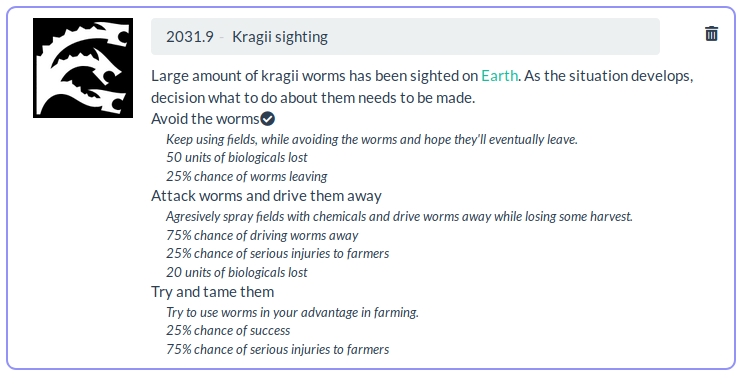 2031.9 - Kragii sighting
Large amount of kragii worms has been sighted on Earth. As the situation develops,
decision what to do about them needs to be made.
Avoid the worms
Keep using fields, while avoiding the worms and hope they'll eventually leave.
50 units of biologicals lost
25% chance of worms leaving
Attack worms and drive them away
Agresively spray fields with chemicals and drive worms away while losing some harvest.
75% chance of driving worms away
25% chance of serious injuries to farmers
20 units of biologicals lost
Try and tame them
Try to use worms in your advantage in farming.
25% chance of success
75% chance of serious injuries to farmers